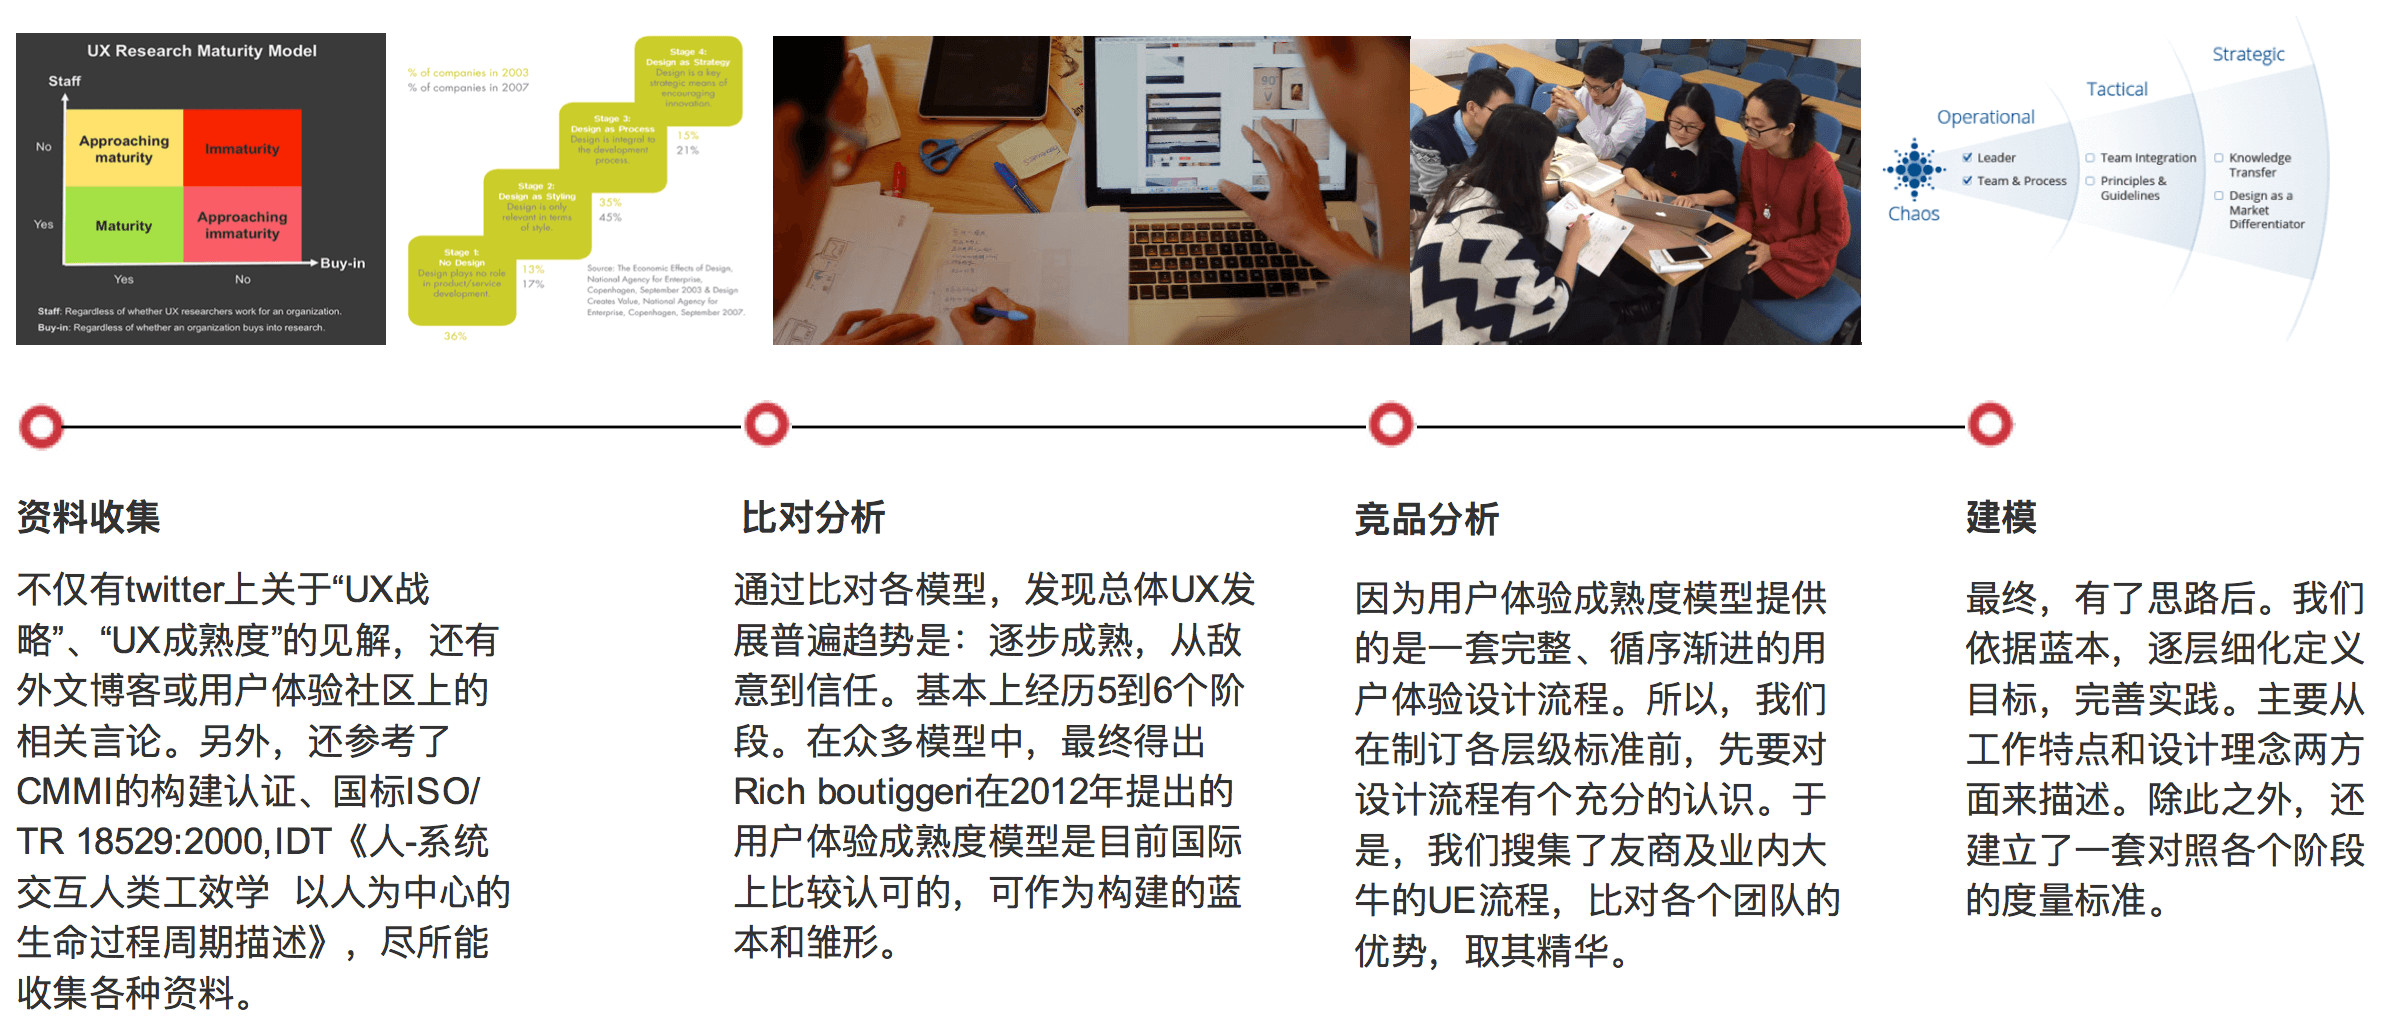 UX Research Maturity Model
Staff
No
Approaching
maturity
Immaturity
Yes
Maturity
Approaching
immaturity
Buy-in
Yes
No
Staff: Regardless of whether UX researchers work for an organization.
Buy-in: Regardless of whether an organization buys into research.
% of companies in 2003
% of companies in 2007
Stage 4:
Design as Strategy
Design is a key
strategic means of
encouraging
innovation.
15%
21%
Stage 3:
Design as Process
Design is integral to
the development
process.
35%
45%
Stage 2:
Design as Styling
Design is only
relevant in terms
of style.
13%
17%
Stage 1:
No Design
Design plays no role
in product/service
development.
36%
Source: The Economic Effects of Design,
National Agency for Enterprise,
Copenhagen, September 2003 & Design
Creates Value, National Agency for
Enterprise, Copenhagen, September 2007.
Chaos
Operational
Leader
Team & Process
Tactical
Team Integration
Principles &
Guidelines
Strategic
Knowledge
Transfer
Design as a
Market
Differentiator
资料收集
不仅有twitter上关于“UX战
略”、“UX成熟度”的见解，还有
外文博客或用户体验社区上的
相关言论。另外，还参考了
CMMI的构建认证、国标ISO/
TR 18529:2000,IDT《人-系统
交互人类工效学 以人为中心的
生命过程周期描述》，尽所能
收集各种资料。
比对分析
通过比对各模型，发现总体UX发
展普遍趋势是：逐步成熟，从敌
意到信任。基本上经历5到6个阶
段。在众多模型中，最终得出
Rich boutiggeri在2012年提出的
用户体验成熟度模型是目前国际
上比较认可的，可作为构建的蓝
本和雏形。
竞品分析
因为用户体验成熟度模型提供
的是一套完整、循序渐进的用
户体验设计流程。所以，我们
在制订各层级标准前，先要对
设计流程有个充分的认识。于
是，我们搜集了友商及业内大
牛的UE流程，比对各个团队的
优势，取其精华。
建模
最终，有了思路后。我们
依据蓝本，逐层细化定义
目标，完善实践。主要从
工作特点和设计理念两方
面来描述。除此之外，还
建立了一套对照各个阶段
的度量标准。